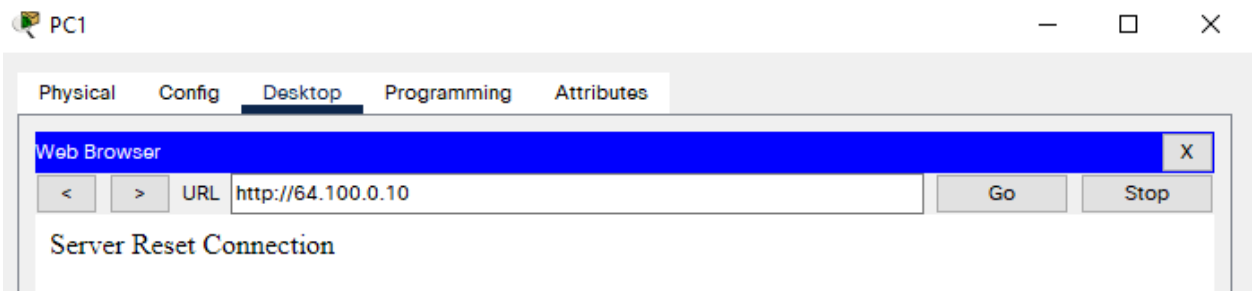 PC1
Physical Config Desktop Programming Attributes
Web Browser X
< > URL http://64.100.0.10 Go Stop
Server Reset Connection